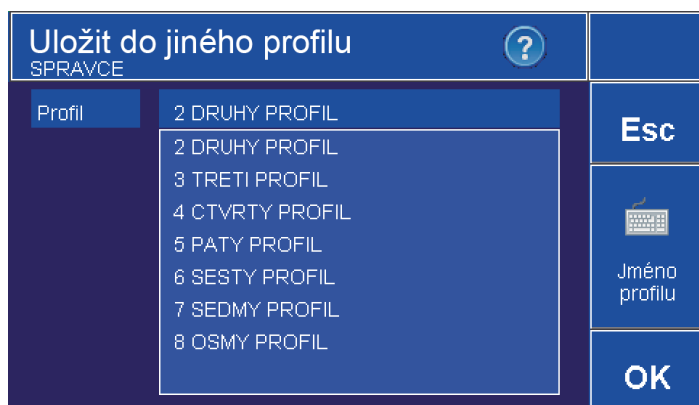 Uložit do jiného profilu
?
SPRAVCE
Profil
2 DRUHY PROFIL
2 DRUHY PROFIL
3 TRETI PROFIL
4 CTVRTY PROFIL
5 PATY PROFIL
6 SESTY PROFIL
7 SEDMY PROFIL
8 OSMY PROFIL
Esc
Jméno
profilu
OK